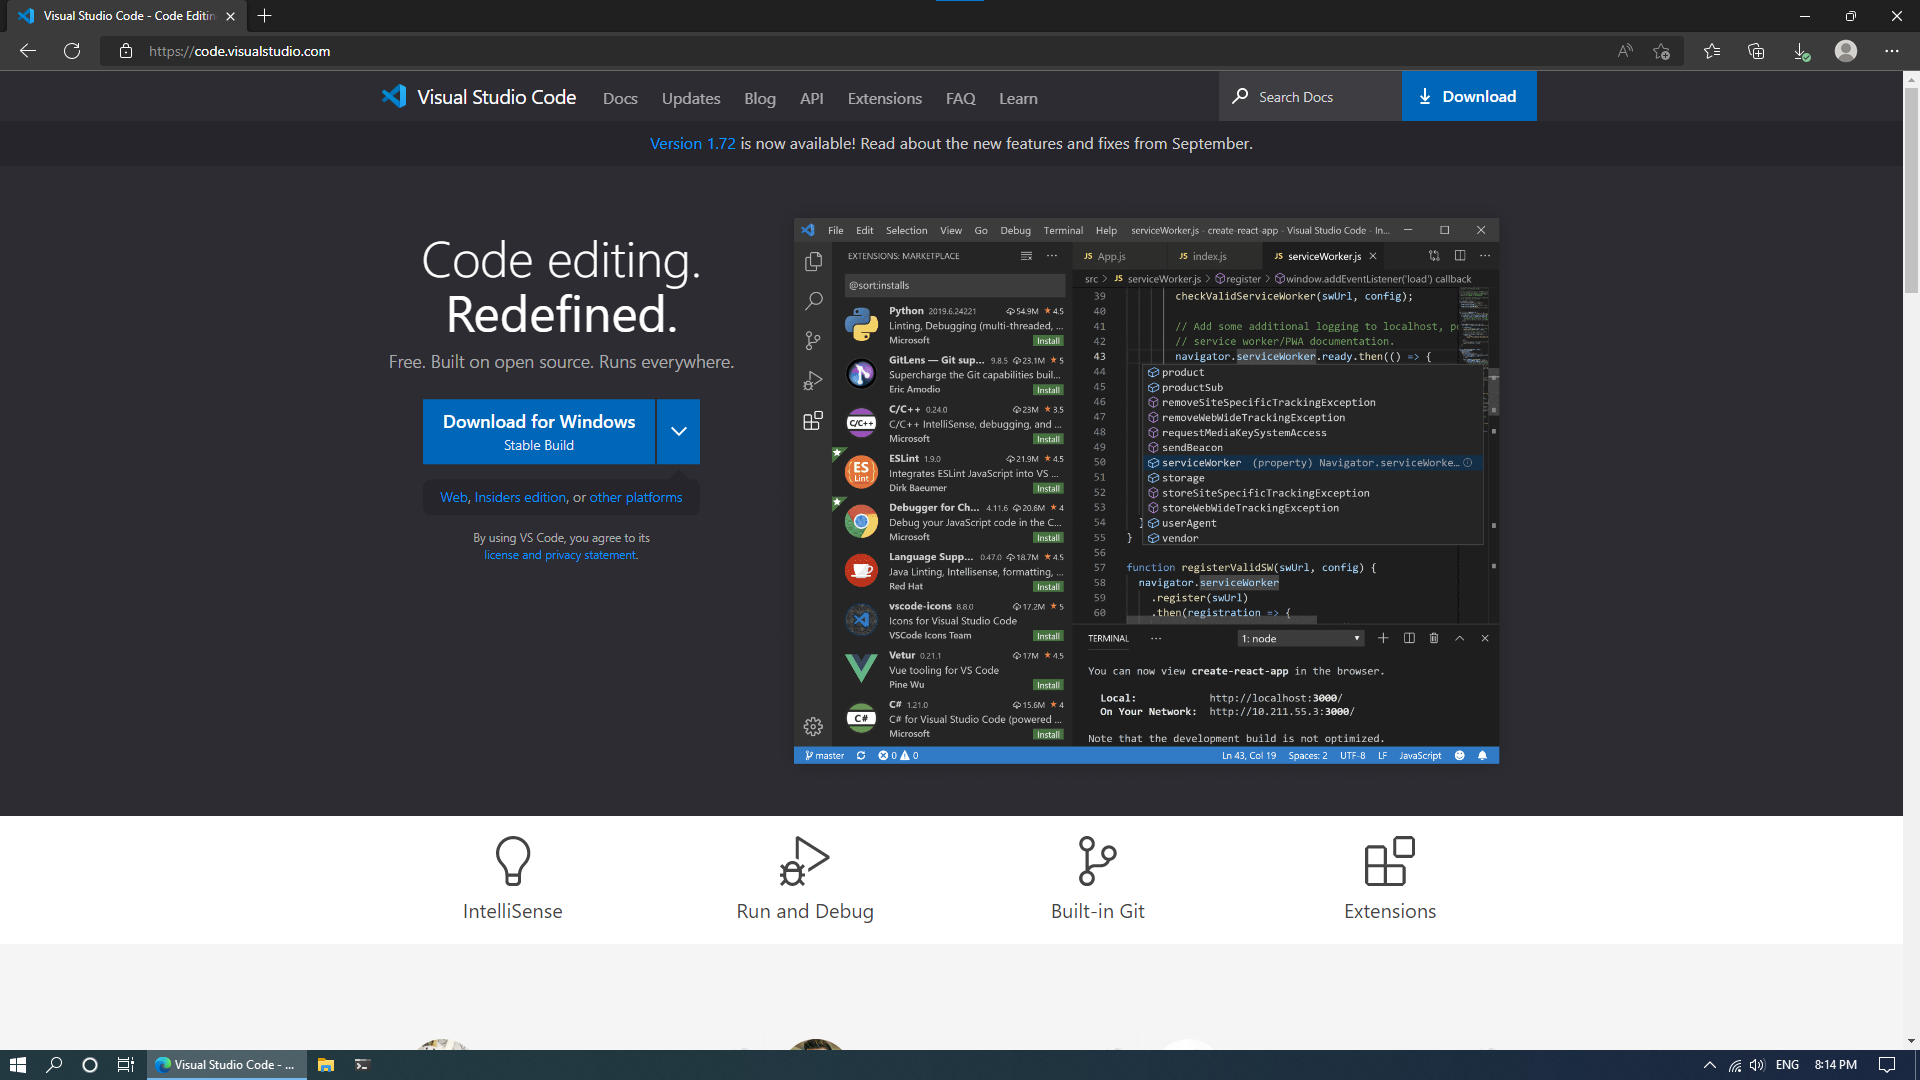 Visual Studio Code - Code Editin
https://code.visualstudio.com
Visual Studio Code
Docs
Updates
Blog
API
Extensions
FAQ
Learn
Search Docs
Download
Version 1.72 is now available! Read about the new features and fixes from September.
Code editing.
Redefined.
Free. Built on open source. Runs everywhere.
Download for Windows
Stable Build
Web, Insiders edition, or other platforms
By using VS Code, you agree to its
license and privacy statement.
File Edit Selection View Go Debug Terminal Help serviceWorker.js - create-react-app - Visual Studio Code - In...
EXTENSIONS: MARKETPLACE
@sort:installs
Python 2019.6.24221 54.9M 4.5
Linting, Debugging (multi-threaded, ...
Microsoft Install
GitLens — Git sup... 9.8.5 23.1M 5
Supercharge the Git capabilities buil...
Eric Amodio Install
C/C++
C/C++ 0.24.0 23M 3.5
C/C++ IntelliSense, debugging, and ...
Microsoft Install
ES
Lint
ESLint 1.9.0 21.9M 4.5
Integrates ESLint JavaScript into VS ...
Dirk Baeumer Install
Debugger for Ch... 4.11.6 20.6M 4
Debug your JavaScript code in the C...
Microsoft Install
Language Supp... 0.47.0 18.7M 4.5
Java Linting, Intellisense, formatting, ...
Red Hat Install
vscode-icons 8.8.0 17.2M 5
Icons for Visual Studio Code
VSCode Icons Team Install
Vetur 0.21.1 17M 4.5
Vue tooling for VS Code
Pine Wu Install
C#
C# 1.21.0 15.6M 4
C# for Visual Studio Code (powered ...
Microsoft Install
JS App.js JS index.js JS serviceWorker.js
src > JS serviceWorker.js > register > window.addEventListener('load') callback
39 checkValidServiceWorker(swUrl, config);
40
41 // Add some additional logging to localhost, p
42 // service worker/PWA documentation.
43 navigator.serviceWorker.ready.then(() => {
44 product
45 productSub
46 removeSiteSpecificTrackingException
47 removeWebWideTrackingException
48 requestMediaKeySystemAccess
49 sendBeacon
50 serviceWorker (property) Navigator.serviceWorke...
51 storage
52 storeSiteSpecificTrackingException
53 storeWebWideTrackingException
54 } userAgent
55 } vendor
56
57 function registerValidSW(swUrl, config) {
58 navigator.serviceWorker
59 .register(swUrl)
60 .then(registration => {
TERMINAL ... 1: node
You can now view create-react-app in the browser.
Local: http://localhost:3000/
On Your Network: http://10.211.55.3:3000/
Note that the development build is not optimized.
master 0 0 Ln 43, Col 19 Spaces: 2 UTF-8 LF JavaScript
IntelliSense
Run and Debug
Built-in Git
Extensions
Visual Studio Code - ...
ENG
8:14 PM